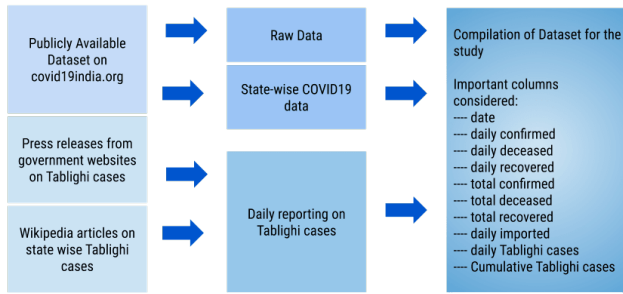 Publicly Available
Dataset on
covid19india.org
Press releases from
government websites
on Tablighi cases
Wikipedia articles on
state wise Tablighi
cases
Raw Data
State-wise COVID19
data
Daily reporting on
Tablighi cases
Compilation of Dataset for the
study
Important columns
considered:
---- date
---- daily confirmed
---- daily deceased
---- daily recovered
---- total confirmed
---- total deceased
---- total recovered
---- daily imported
---- daily Tablighi cases
---- Cumulative Tablighi cases